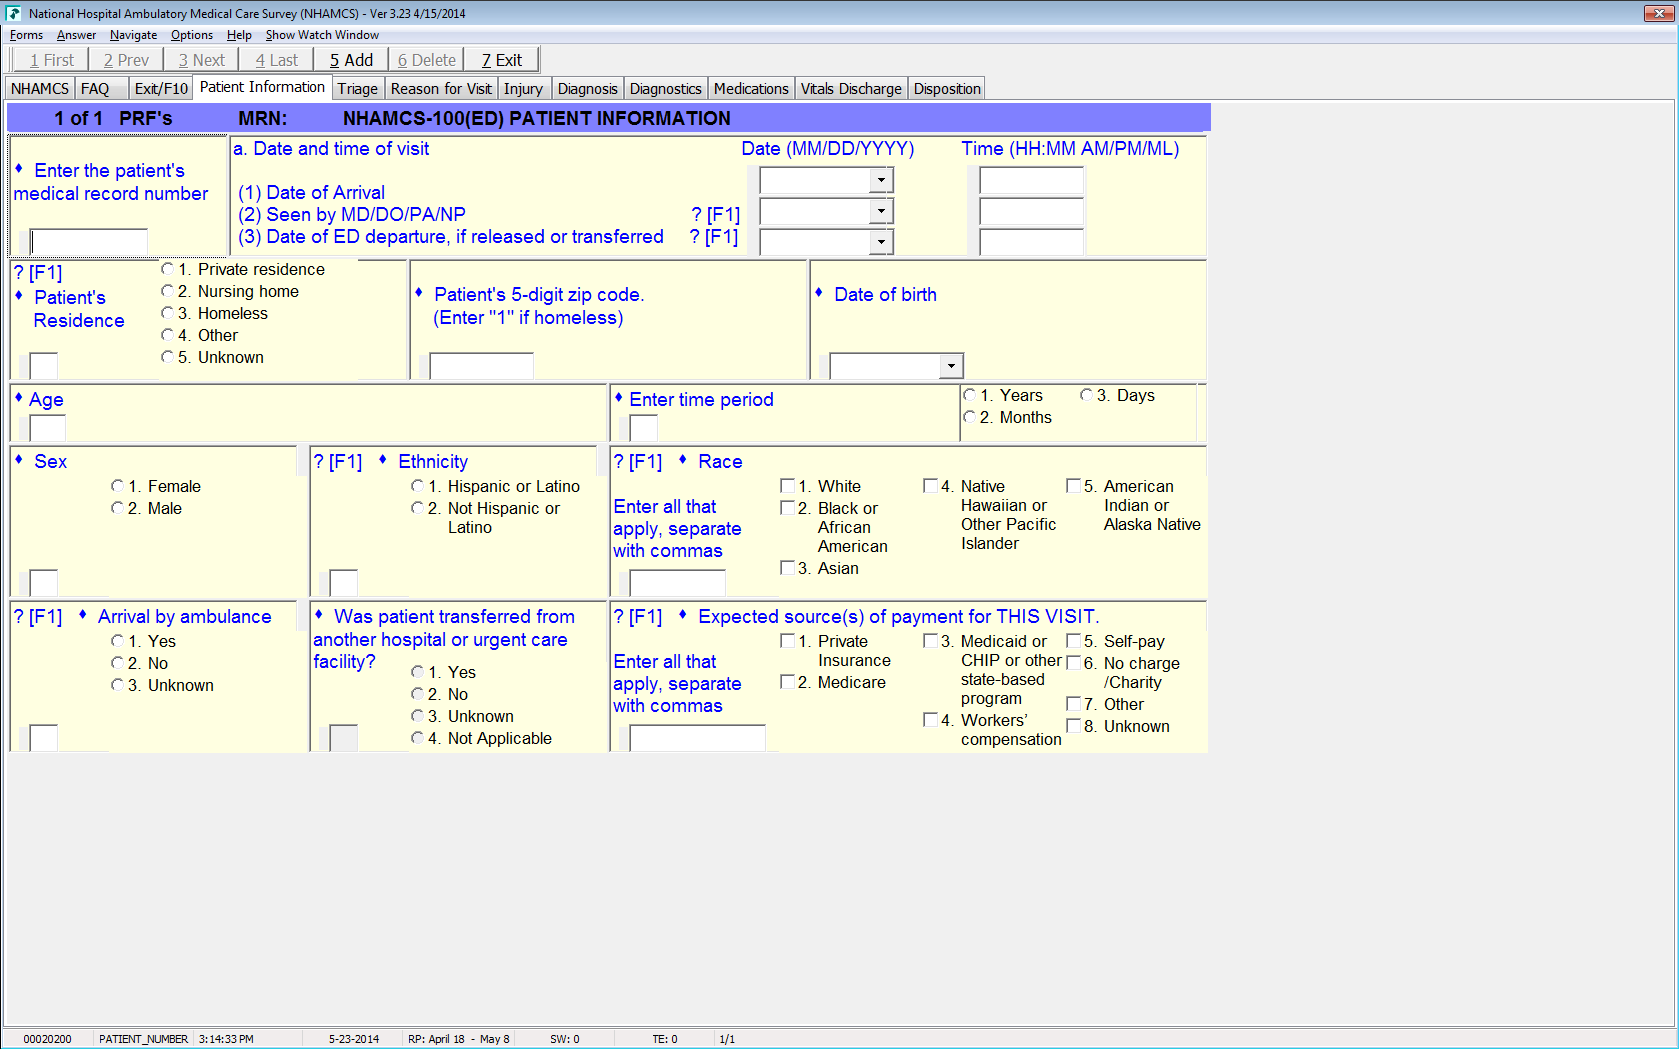 National Hospital Ambulatory Medical Care Survey (NHAMCS) - Ver 3.23 4/15/2014
Forms Answer Navigate Options Help Show Watch Window
1 First 2 Prev 3 Next 4 Last 5 Add 6 Delete 7 Exit
NHAMCS FAQ Exit/F10 Patient Information Triage Reason for Visit Injury Diagnosis Diagnostics Medications Vitals Discharge Disposition
1 of 1 PRF's MRN: NHAMCS-100(ED) PATIENT INFORMATION
♦ Enter the patient's
medical record number
a. Date and time of visit Date (MM/DD/YYYY) Time (HH:MM AM/PM/ML)
(1) Date of Arrival
(2) Seen by MD/DO/PA/NP ? [F1]
(3) Date of ED departure, if released or transferred ? [F1]
? [F1]
♦ Patient's
Residence
1. Private residence
2. Nursing home
3. Homeless
4. Other
5. Unknown
♦ Patient's 5-digit zip code.
(Enter "1" if homeless)
♦ Date of birth
♦ Age
♦ Enter time period
1. Years 3. Days
2. Months
♦ Sex
1. Female
2. Male
? [F1] ♦ Ethnicity
1. Hispanic or Latino
2. Not Hispanic or
Latino
? [F1] ♦ Race
Enter all that
apply, separate
with commas
1. White
2. Black or
African
American
3. Asian
4. Native
Hawaiian or
Other Pacific
Islander
5. American
Indian or
Alaska Native
? [F1] ♦ Arrival by ambulance
1. Yes
2. No
3. Unknown
♦ Was patient transferred from
another hospital or urgent care
facility?
1. Yes
2. No
3. Unknown
4. Not Applicable
? [F1] ♦ Expected source(s) of payment for THIS VISIT.
Enter all that
apply, separate
with commas
1. Private
Insurance
2. Medicare
3. Medicaid or
CHIP or other
state-based
program
4. Workers’
compensation
5. Self-pay
6. No charge
/Charity
7. Other
8. Unknown
00020200 PATIENT_NUMBER 3:14:33 PM 5-23-2014 RP: April 18 - May 8 SW: 0 TE: 0 1/1